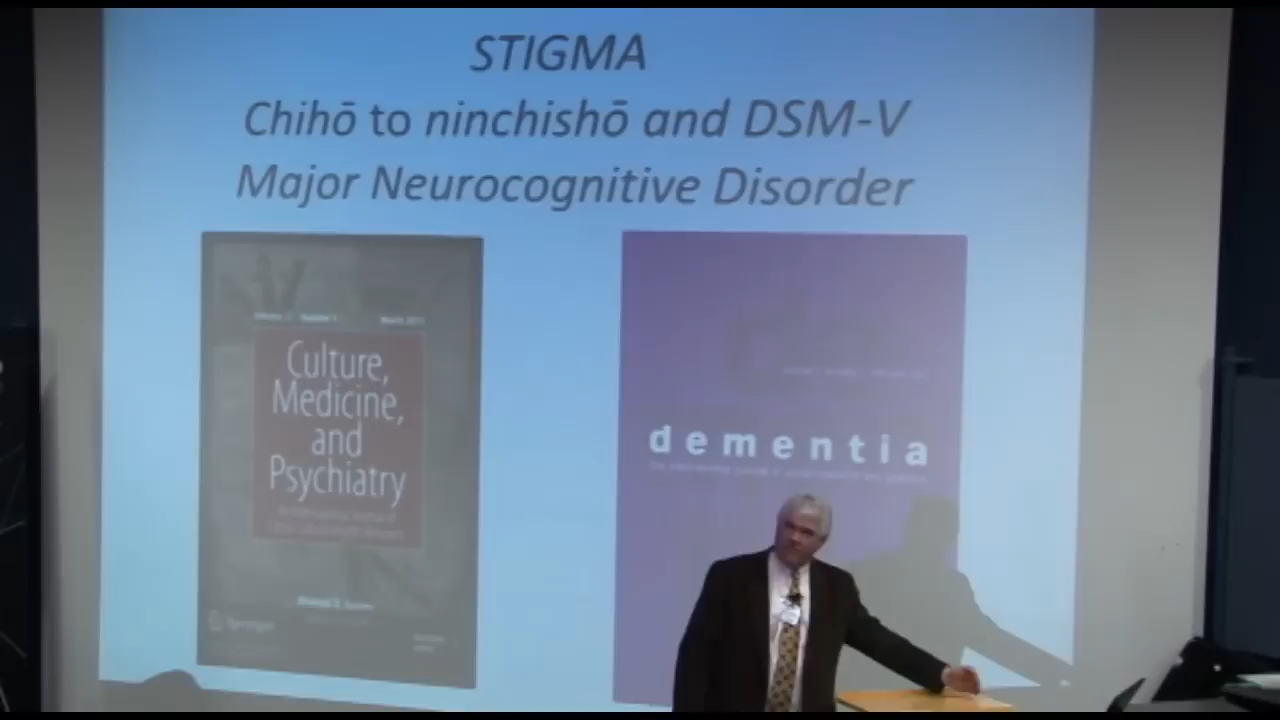 STIGMA
Chihō to ninchishō and DSM-V
Major Neurocognitive Disorder
Culture,
Medicine,
and
Psychiatry
Springer
dementia